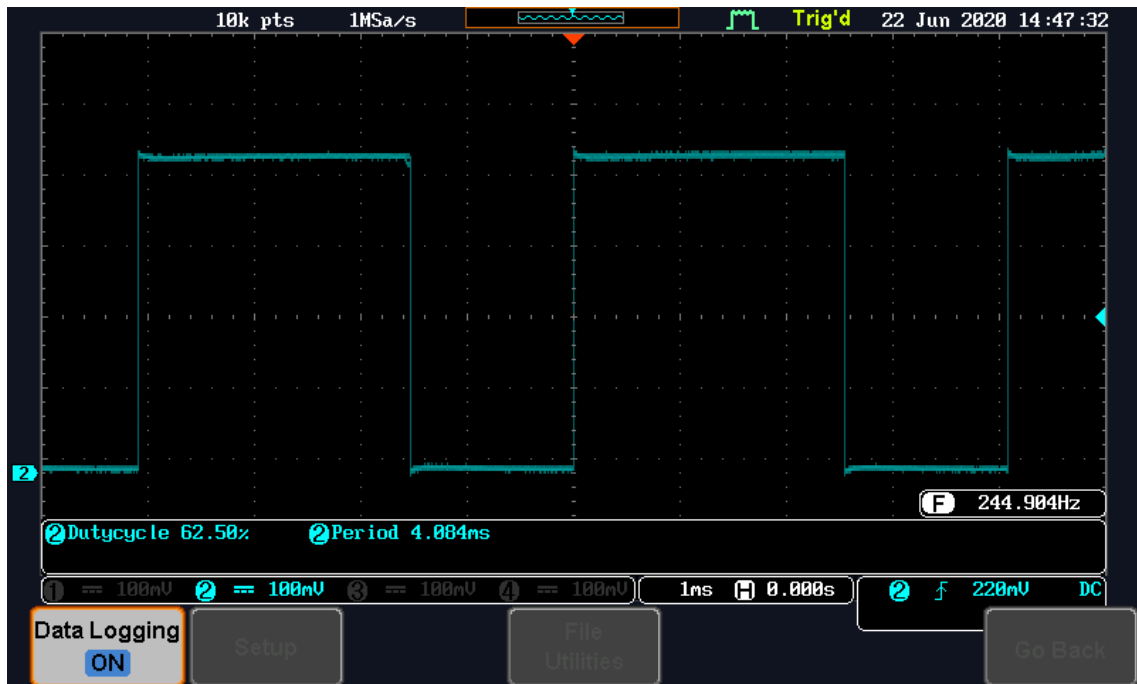 10k pts 1MSa/s Trig'd 22 Jun 2020 14:47:32
2
F 244.904Hz
2 Dutycycle 62.50% 2 Period 4.084ms
1 100mV 2 100mV 3 100mV 4 100mV 1ms H 0.000s 2 220mV DC
Data Logging Setup File Go Back
ON Utilities